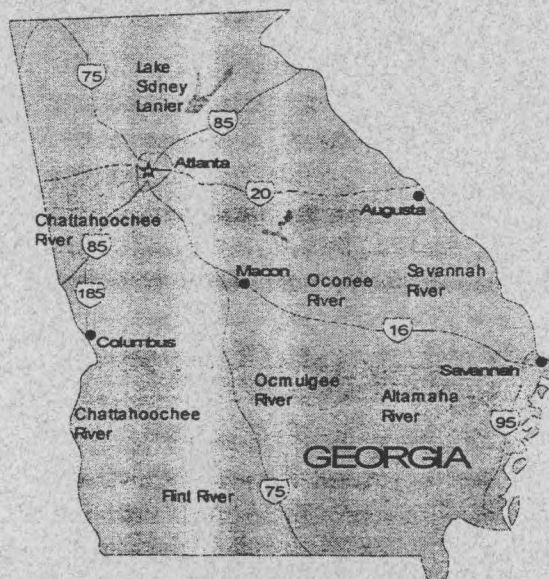 75
Lake
Sidney
Lanier
85
Atlanta
20
Augusta
Chattahoochee
River
85
Macon
Oconee
River
Savannah
River
185
16
Columbus
Savannah
Ocmulgee
River
Altamaha
River
Chattahoochee
River
95
GEORGIA
Flint River
75